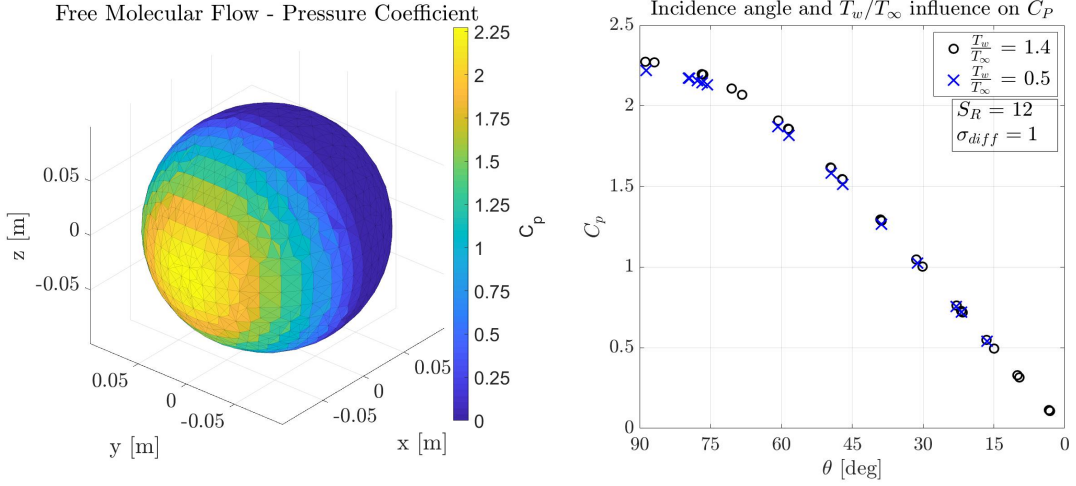 Free Molecular Flow - Pressure Coefficient
2.25
2
1.75
1.5
1.25
1
0.75
0.5
0.25
0
C_p
0.05
0
-0.05
z [m]
0.05
0
-0.05
y [m]
0.05
0
-0.05
x [m]
Incidence angle and T_w/T_∞ influence on C_P
T_w/T_∞ = 1.4
T_w/T_∞ = 0.5
S_R = 12
σ_diff = 1
2.5
2
1.5
1
0.5
0
C_p
90 75 60 45 30 15 0
θ [deg]